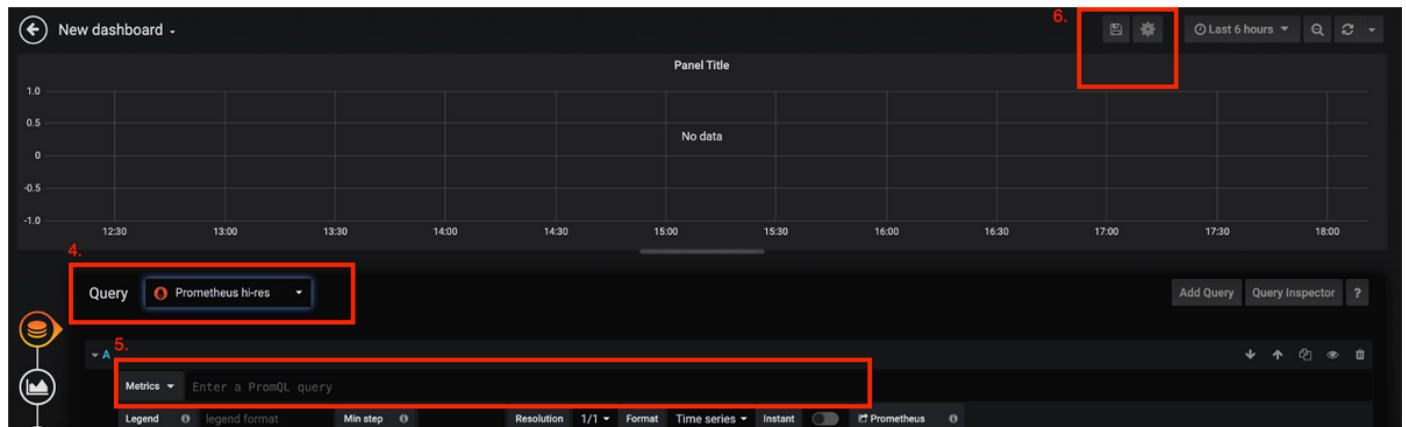 6.
New dashboard
Last 6 hours
Panel Title
1.0
0.5
No data
0
-0.5
-1.0
12:30 13:00 13:30 14:00 14:30 15:00 15:30 16:00 16:30 17:00 17:30 18:00
4.
Query Prometheus hi-res Add Query Query Inspector ?
5.
A
Metrics Enter a PromQL query
Legend legend format Min step Resolution 1/1 Format Time series Instant Prometheus